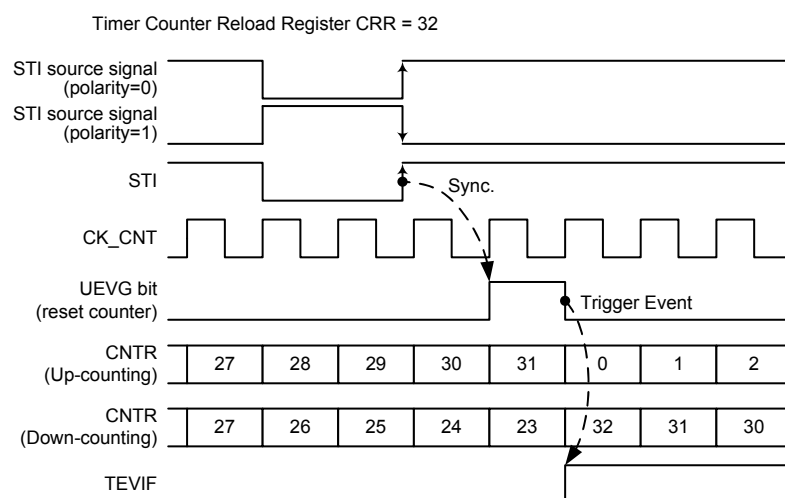 Timer Counter Reload Register CRR = 32
STI source signal
(polarity=0)
STI source signal
(polarity=1)
STI
Sync.
CK_CNT
UEVG bit
(reset counter)
Trigger Event
CNTR
(Up-counting)
27 28 29 30 31 0 1 2
CNTR
(Down-counting)
27 26 25 24 23 32 31 30
TEVIF